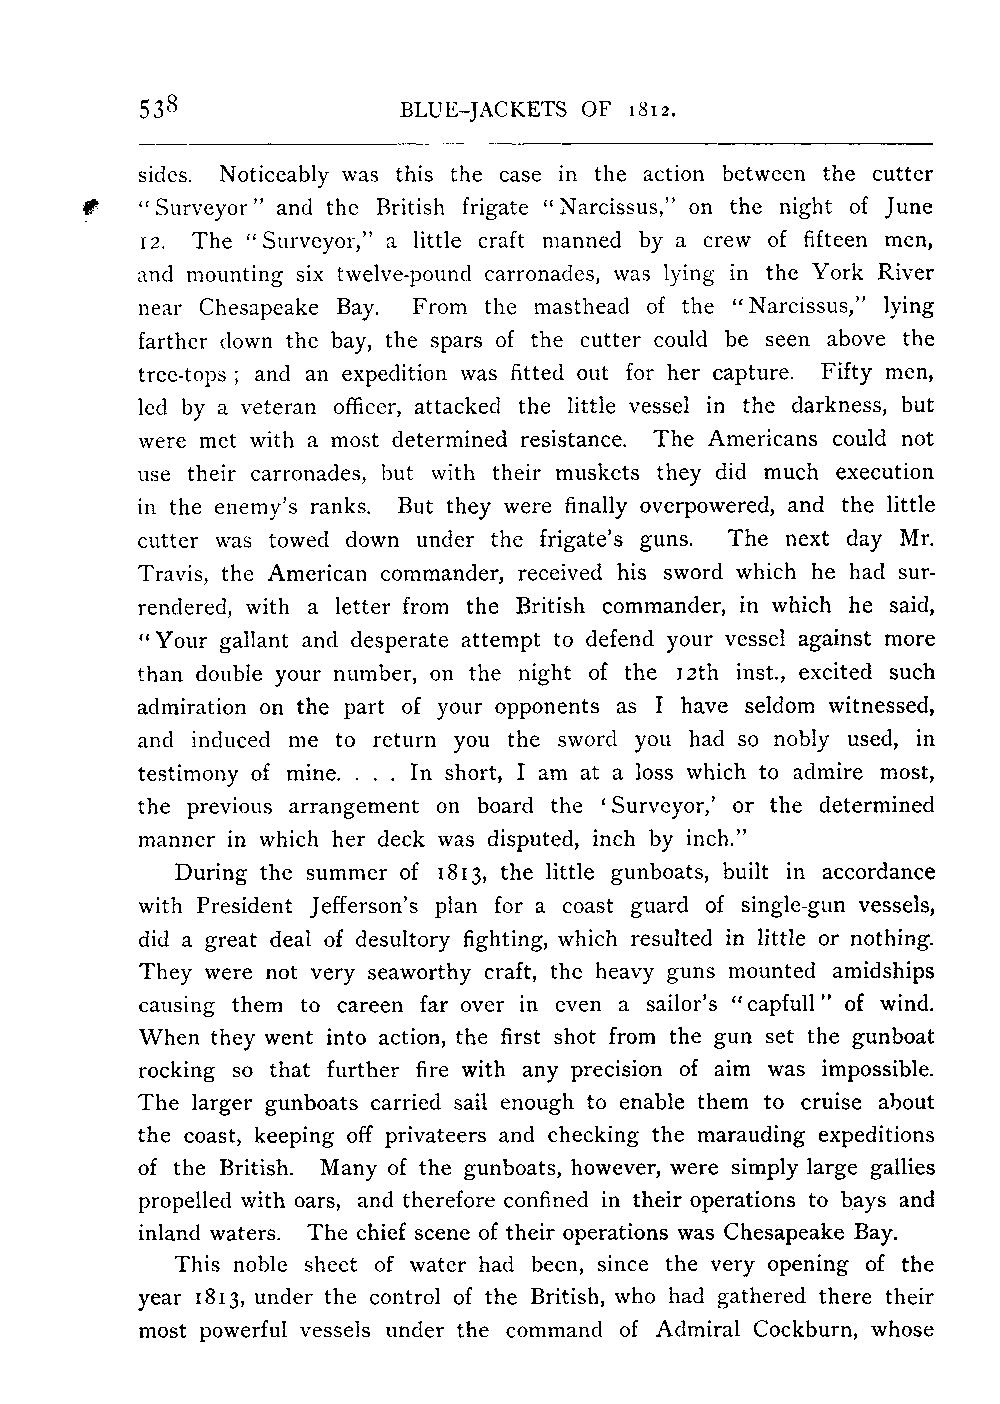 538 BLUE-JACKETS OF 1812.
sides. Noticeably was this the case in the action between the cutter
"Surveyor" and the British frigate "Narcissus," on the night of June
12. The "Surveyor," a little craft manned by a crew of fifteen men,
and mounting six twelve-pound carronades, was lying in the York River
near Chesapeake Bay. From the masthead of the "Narcissus," lying
farther down the bay, the spars of the cutter could be seen above the
tree-tops; and an expedition was fitted out for her capture. Fifty men,
led by a veteran officer, attacked the little vessel in the darkness, but
were met with a most determined resistance. The Americans could not
use their carronades, but with their muskets they did much execution
in the enemy's ranks. But they were finally overpowered, and the little
cutter was towed down under the frigate's guns. The next day Mr.
Travis, the American commander, received his sword which he had sur-
rendered, with a letter from the British commander, in which he said,
"Your gallant and desperate attempt to defend your vessel against more
than double your number, on the night of the 12th inst., excited such
admiration on the part of your opponents as I have seldom witnessed,
and induced me to return you the sword you had so nobly used, in
testimony of mine. . . . In short, I am at a loss which to admire most,
the previous arrangement on board the 'Surveyor,' or the determined
manner in which her deck was disputed, inch by inch."
During the summer of 1813, the little gunboats, built in accordance
with President Jefferson's plan for a coast guard of single-gun vessels,
did a great deal of desultory fighting, which resulted in little or nothing.
They were not very seaworthy craft, the heavy guns mounted amidships
causing them to careen far over in even a sailor's "capfull" of wind.
When they went into action, the first shot from the gun set the gunboat
rocking so that further fire with any precision of aim was impossible.
The larger gunboats carried sail enough to enable them to cruise about
the coast, keeping off privateers and checking the marauding expeditions
of the British. Many of the gunboats, however, were simply large gallies
propelled with oars, and therefore confined in their operations to bays and
inland waters. The chief scene of their operations was Chesapeake Bay.
This noble sheet of water had been, since the very opening of the
year 1813, under the control of the British, who had gathered there their
most powerful vessels under the command of Admiral Cockburn, whose